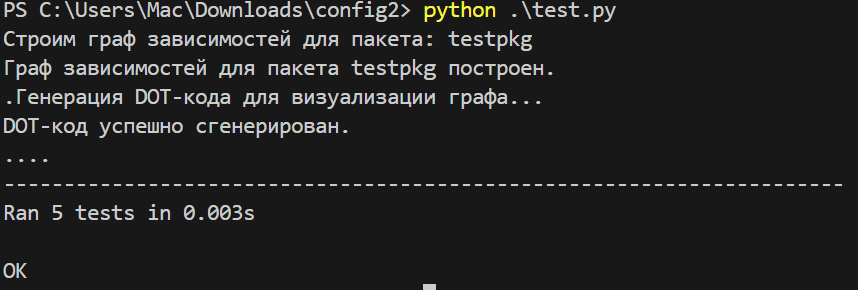 PS C:\Users\Mac\Downloads\config2> python .\test.py
Строим граф зависимостей для пакета: testpkg
Граф зависимостей для пакета testpkg построен.
.Генерация DOT-кода для визуализации графа...
DOT-код успешно сгенерирован.
....
----------------------------------------------------------------------
Ran 5 tests in 0.003s
OK